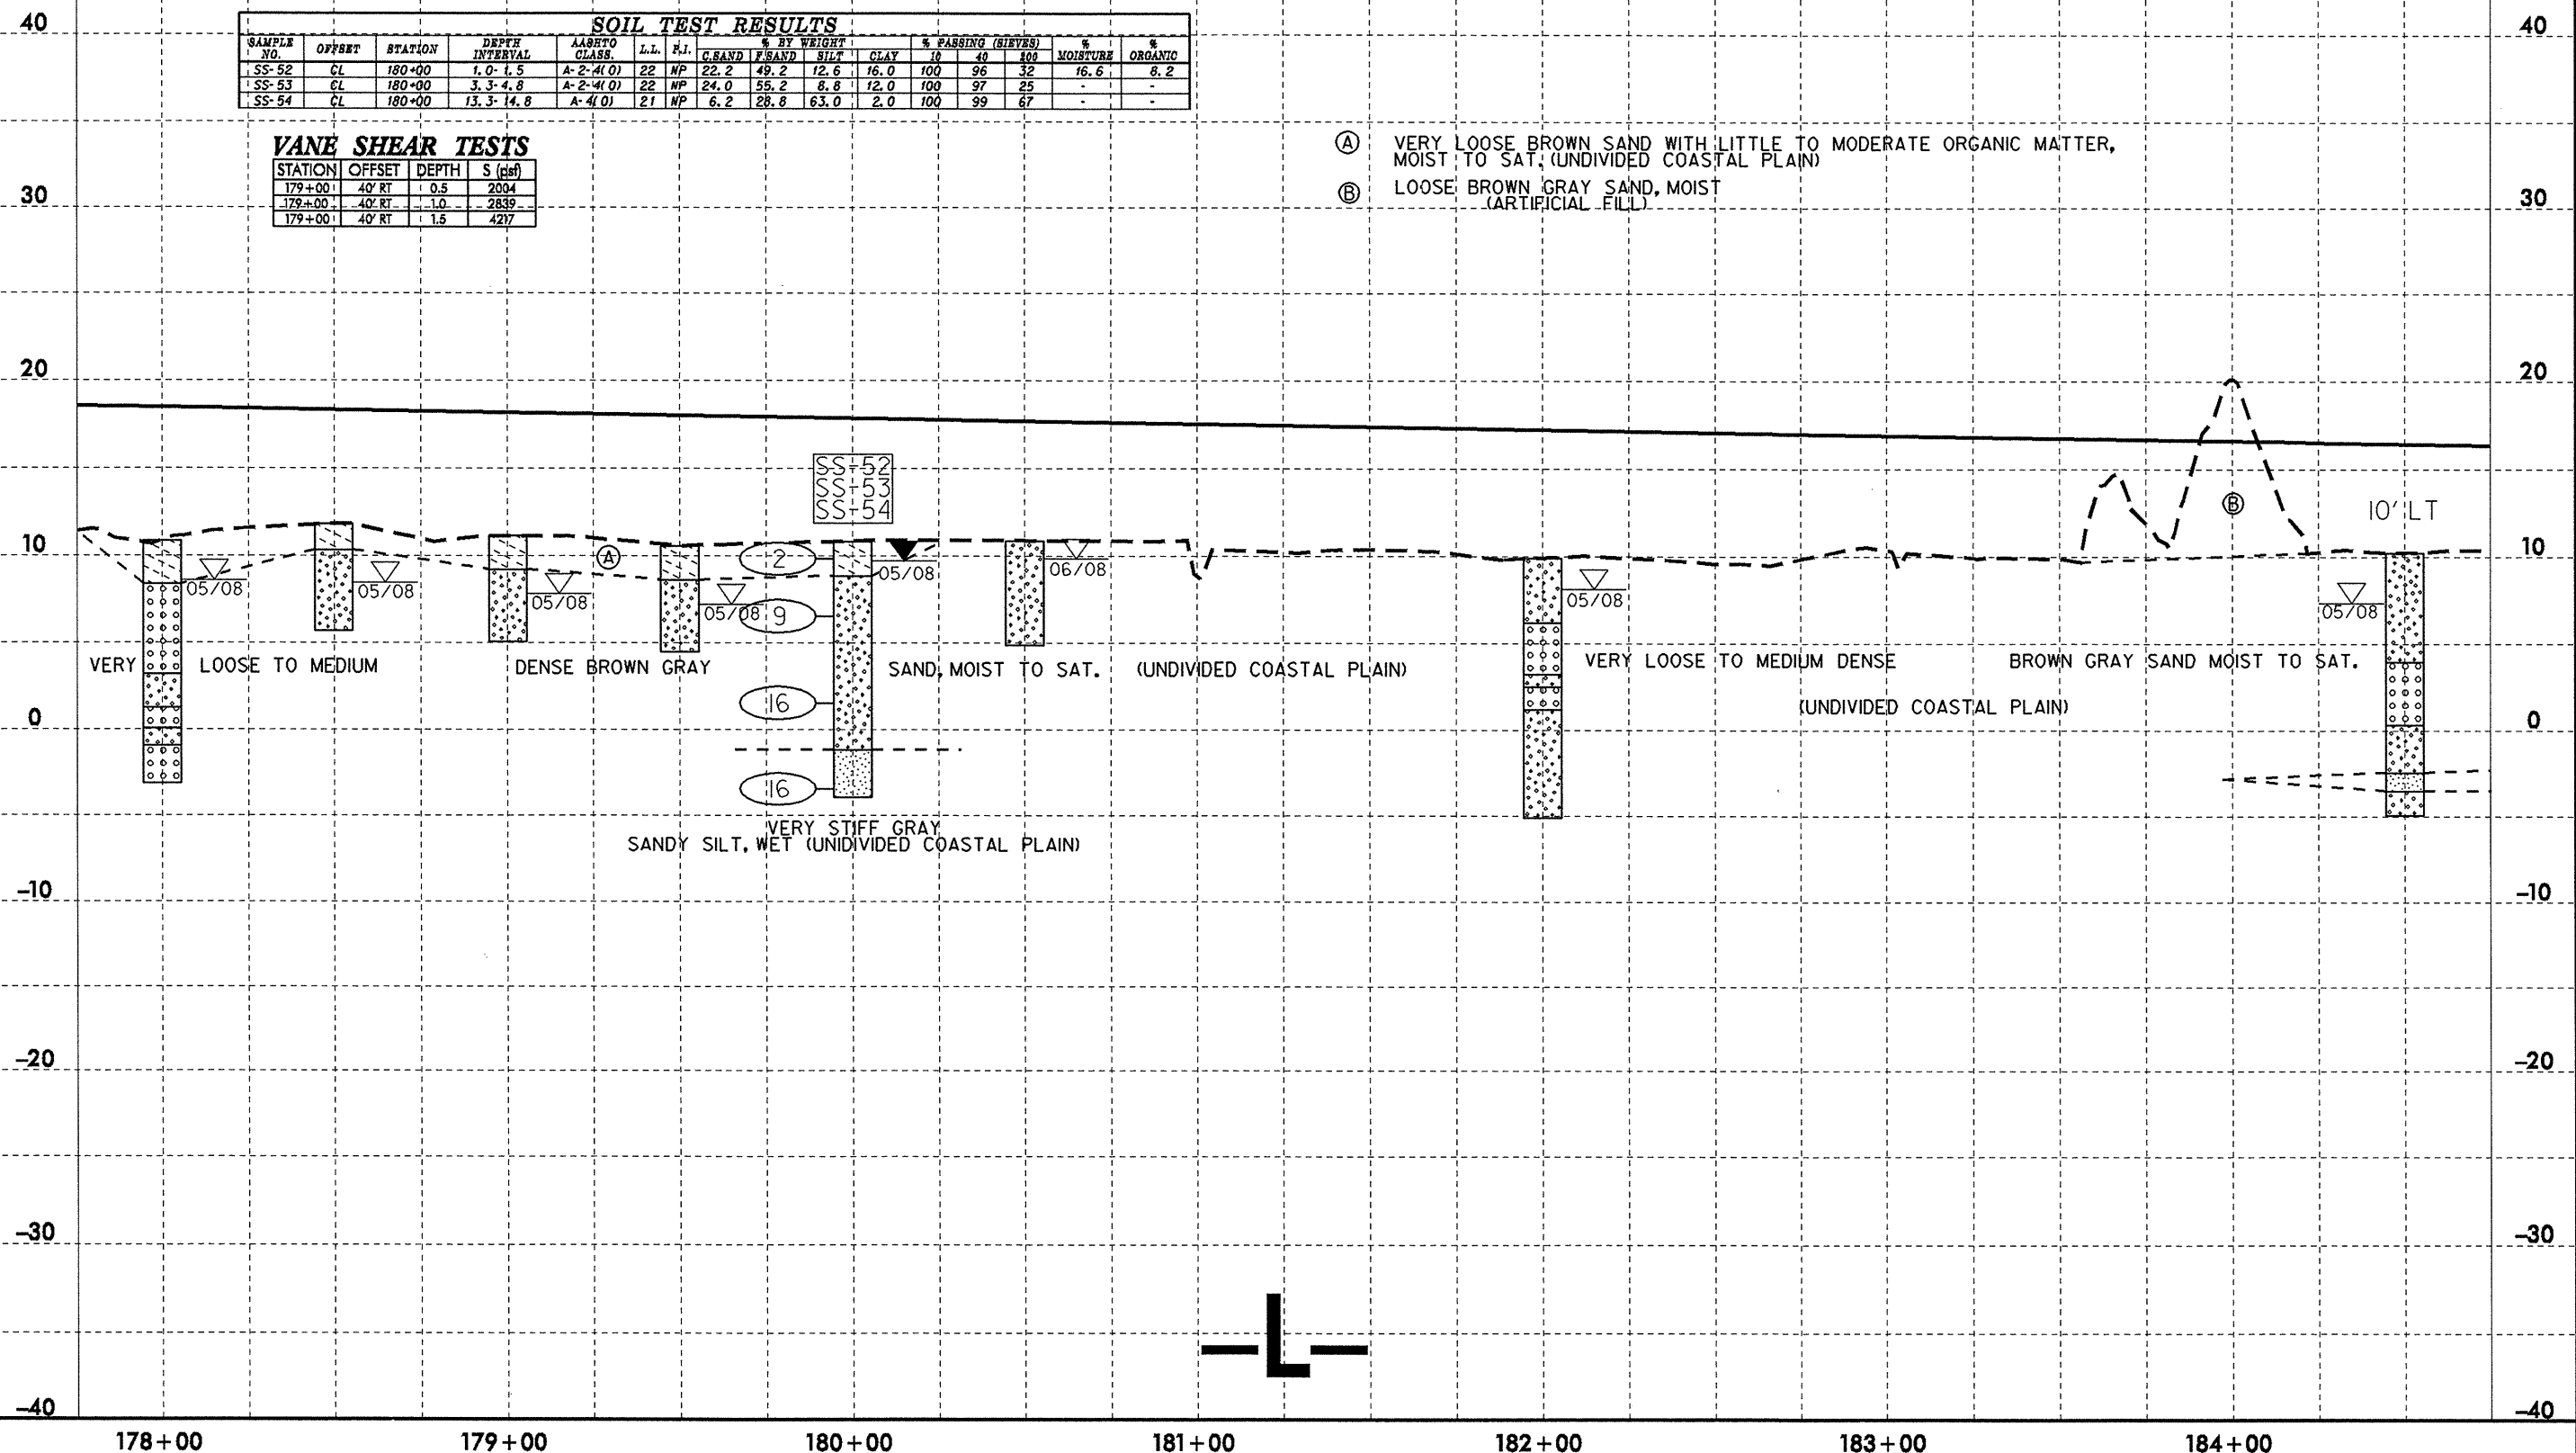 40 40
SOIL TEST RESULTS
SAMPLE NO. OFFSET STATION DEPTH INTERVAL AASHTO CLASS. L.L. P.I. % BY WEIGHT % PASSING (SIEVES) % MOISTURE % ORGANIC
C.SAND F.SAND SILT CLAY 10 40 200
SS-52 CL 180+00 1.0-1.5 A-2-4(0) 22 NP 22.2 49.2 12.6 16.0 100 96 32 16.6 8.2
SS-53 CL 180+00 3.3-4.8 A-2-4(0) 22 NP 24.0 55.2 8.8 12.0 100 97 25 - -
SS-54 CL 180+00 13.3-14.8 A-4(0) 21 NP 6.2 28.8 63.0 2.0 100 99 67 - -
VANE SHEAR TESTS
STATION OFFSET DEPTH S (psf)
179+00 40' RT 0.5 2004
179+00 40' RT 1.0 2839
179+00 40' RT 1.5 4217
A VERY LOOSE BROWN SAND WITH LITTLE TO MODERATE ORGANIC MATTER,
MOIST TO SAT. (UNDIVIDED COASTAL PLAIN)
B LOOSE BROWN GRAY SAND, MOIST
(ARTIFICIAL FILL)
30 30
20 20
SS-52
SS-53
SS-54
B
10' LT
10 10
A
2
05/08
06/08
05/08
05/08
05/08
05/08
05/08
05/08
05/08
9
VERY LOOSE TO MEDIUM DENSE BROWN GRAY SAND, MOIST TO SAT. (UNDIVIDED COASTAL PLAIN)
VERY LOOSE TO MEDIUM DENSE BROWN GRAY SAND MOIST TO SAT.
(UNDIVIDED COASTAL PLAIN)
16
0 0
16
VERY STIFF GRAY
SANDY SILT, WET (UNIDIVIDED COASTAL PLAIN)
-10 -10
-20 -20
-30 -30
-L-
-40 -40
178+00 179+00 180+00 181+00 182+00 183+00 184+00